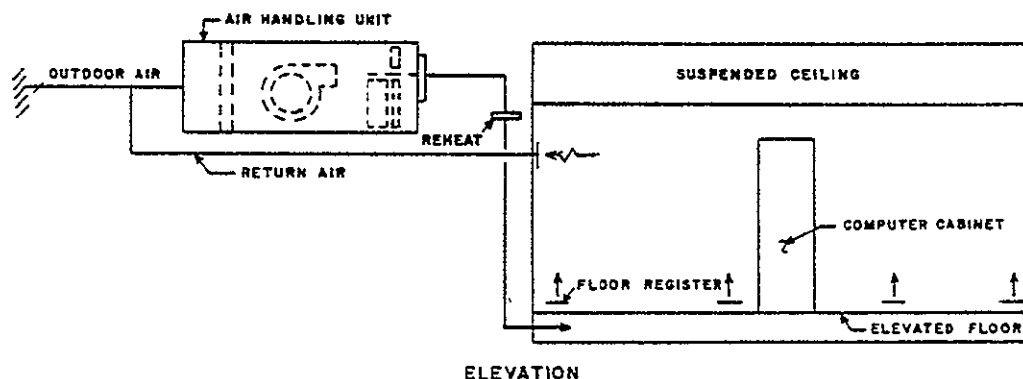 AIR HANDLING UNIT
OUTDOOR AIR
SUSPENDED CEILING
REHEAT
RETURN AIR
COMPUTER CABINET
FLOOR REGISTER
ELEVATED FLOOR
ELEVATION